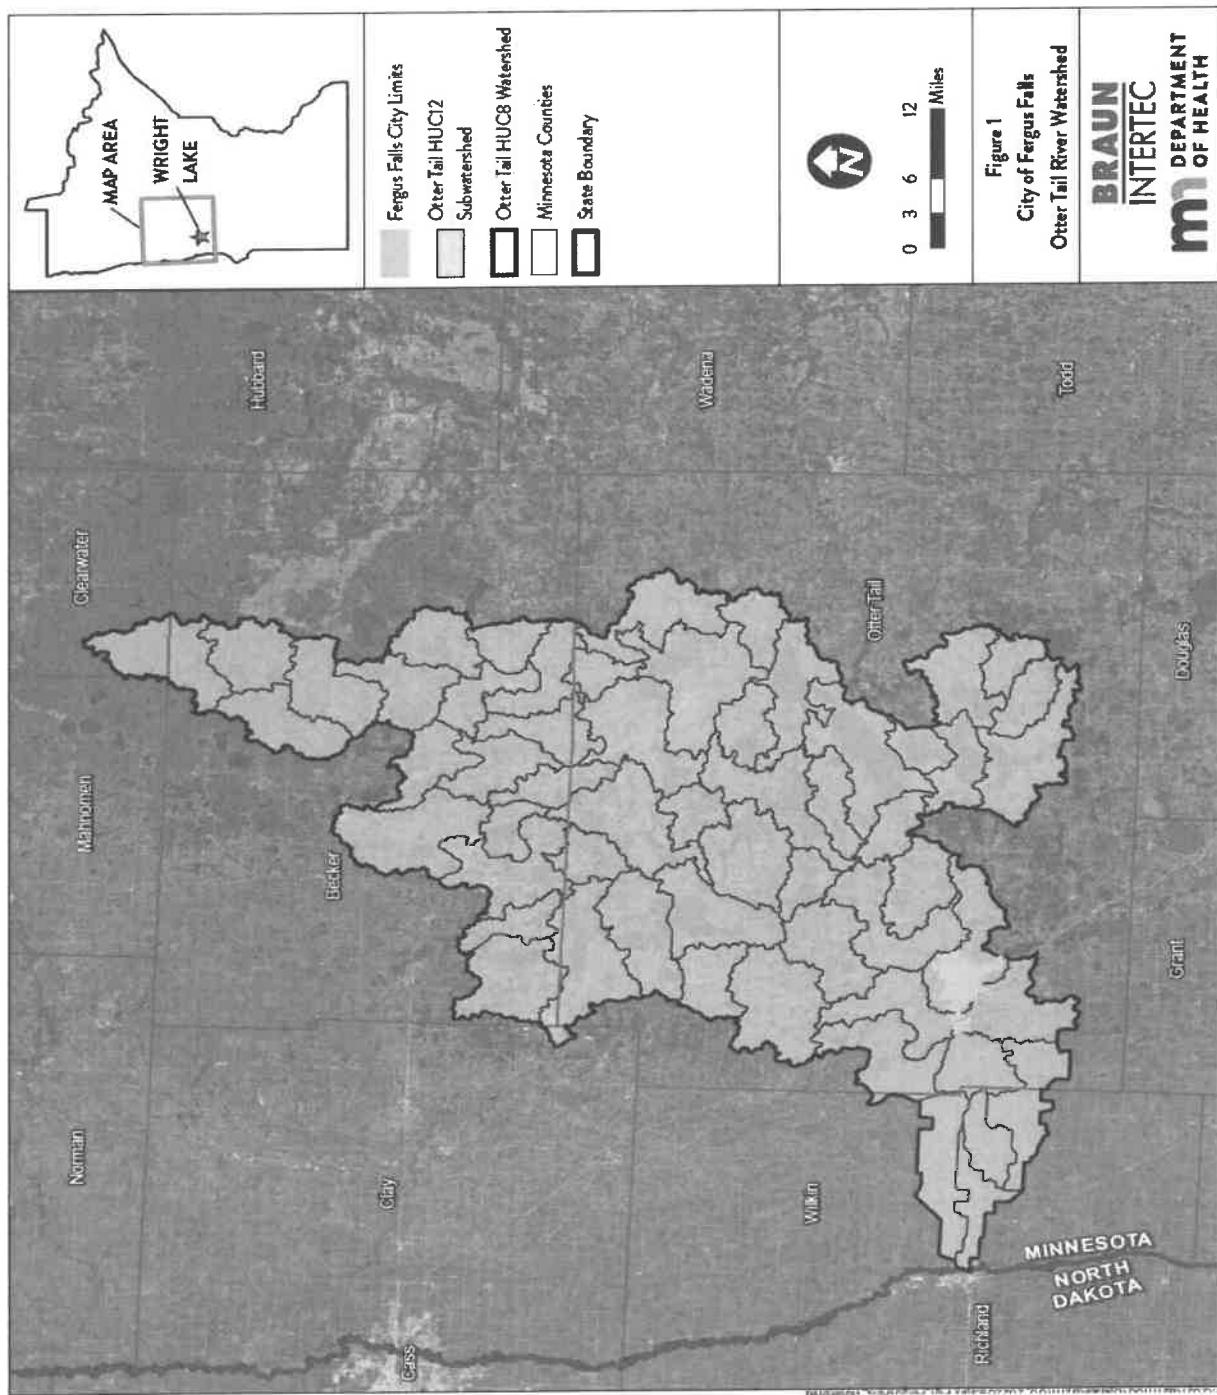 MAP AREA
WRIGHT
LAKE
Fergus Falls City Limits
Otter Tail HUC12
Subwatershed
Otter Tail HUC8 Watershed
Minnesota Counties
State Boundary
N
0 3 6 12
Miles
Figure 1
City of Fergus Falls
Otter Tail River Watershed
BRAUN
INTERTEC
mn DEPARTMENT
OF HEALTH
Norman
Mahnomen
Clearwater
Hubbard
Becker
Clay
Cass
Wilkin
Otter Tail
Wadena
Richland
MINNESOTA
NORTH
DAKOTA
Grant
Douglas
Todd